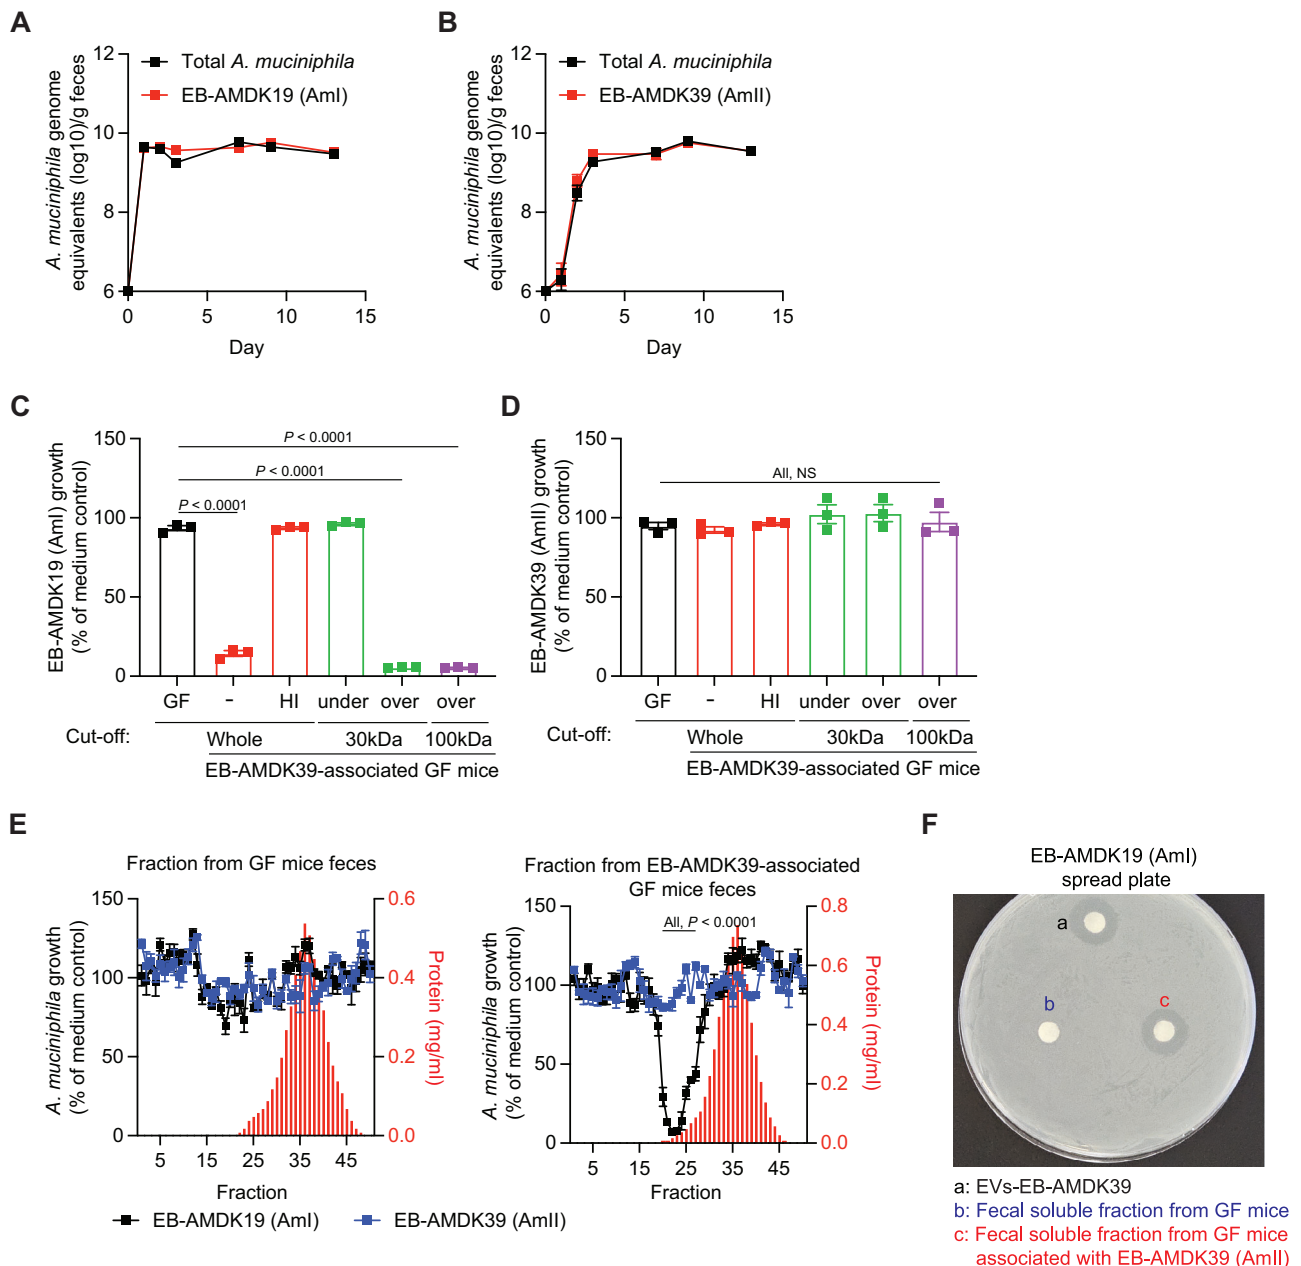 A
A. muciniphila genome
equivalents (log10)/g feces
12
10
8
6
0
5
10
15
Day
Total A. muciniphila
EB-AMDK19 (AmI)
B
A. muciniphila genome
equivalents (log10)/g feces
12
10
8
6
0
5
10
15
Day
Total A. muciniphila
EB-AMDK39 (AmII)
C
EB-AMDK19 (AmI) growth
(% of medium control)
150
100
50
0
P < 0.0001
P < 0.0001
P < 0.0001
GF
–
HI
under
over
over
Cut-off:
Whole
30kDa
100kDa
EB-AMDK39-associated GF mice
D
EB-AMDK39 (AmII) growth
(% of medium control)
150
100
50
0
All, NS
GF
–
HI
under
over
over
Cut-off:
Whole
30kDa
100kDa
EB-AMDK39-associated GF mice
E
Fraction from GF mice feces
A. muciniphila growth
(% of medium control)
150
100
50
0
0.6
0.4
0.2
0.0
Protein (mg/ml)
5
15
25
35
45
Fraction
Fraction from EB-AMDK39-associated
GF mice feces
A. muciniphila growth
(% of medium control)
150
100
50
0
All, P < 0.0001
0.8
0.6
0.4
0.2
0.0
Protein (mg/ml)
5
15
25
35
45
Fraction
EB-AMDK19 (AmI)
EB-AMDK39 (AmII)
F
EB-AMDK19 (AmI)
spread plate
a
b
c
a: EVs-EB-AMDK39
b: Fecal soluble fraction from GF mice
c: Fecal soluble fraction from GF mice
associated with EB-AMDK39 (AmII)